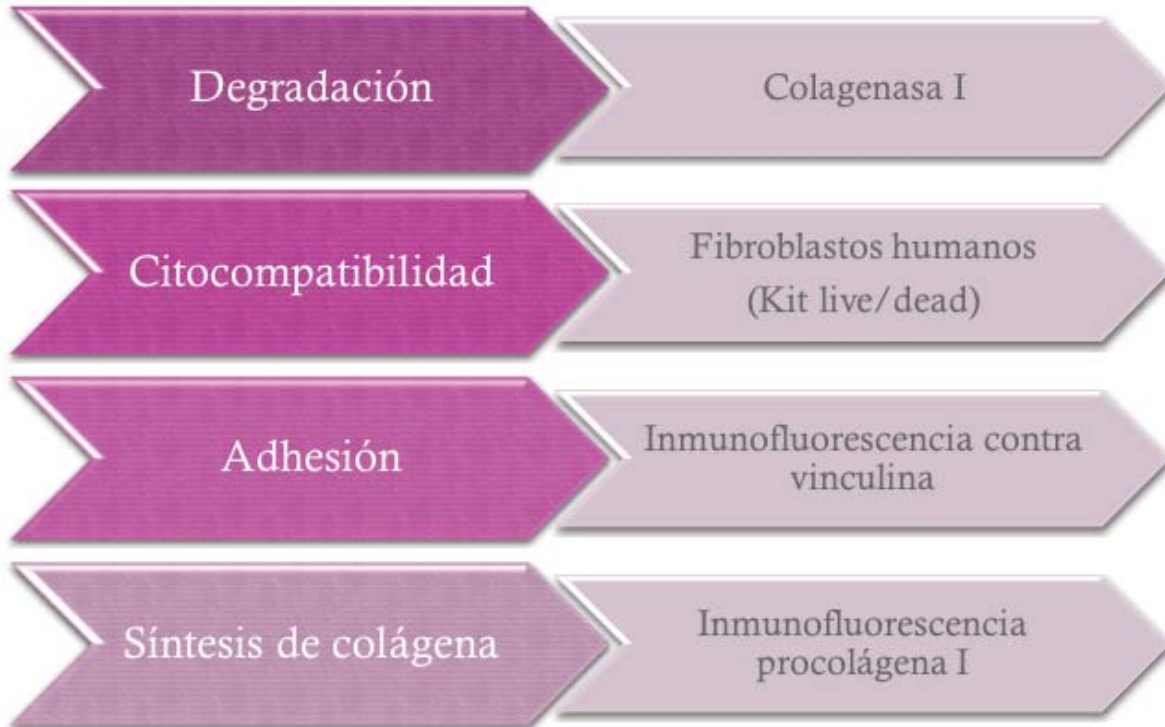 Degradación
Colagenasa I
Citocompatibilidad
Fibroblastos humanos
(Kit live/dead)
Adhesión
Inmunofluorescencia contra
vinculina
Síntesis de colágena
Inmunofluorescencia
procolágena I